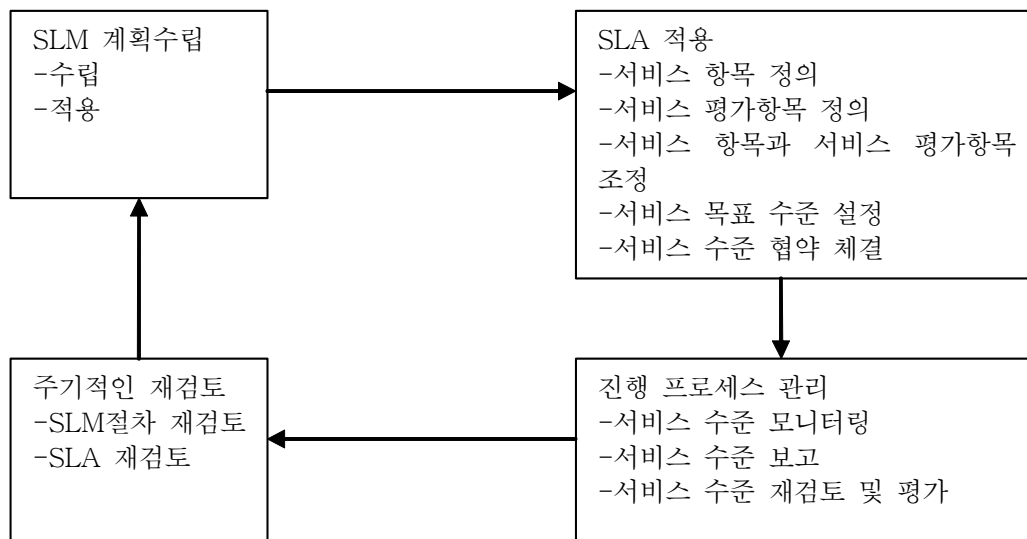 SLM 계획수립
-수립
-적용
SLA 적용
-서비스 항목 정의
-서비스 평가항목 정의
-서비스 항목과 서비스 평가항목
조정
-서비스 목표 수준 설정
-서비스 수준 협약 체결
주기적인 재검토
-SLM절차 재검토
-SLA 재검토
진행 프로세스 관리
-서비스 수준 모니터링
-서비스 수준 보고
-서비스 수준 재검토 및 평가